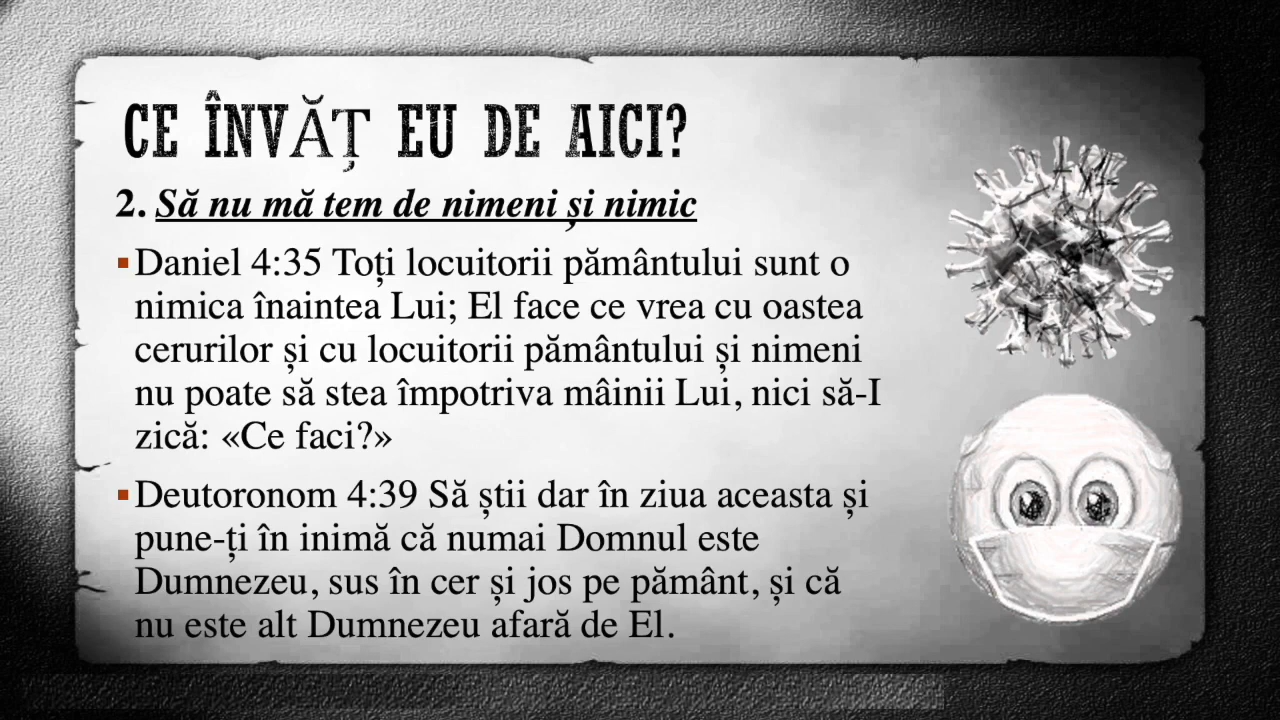 CE ÎNVĂŢ EU DE AICI?
2. Să nu mă tem de nimeni și nimic
▪Daniel 4:35 Toți locuitorii pământului sunt o
nimica înaintea Lui; El face ce vrea cu oastea
cerurilor și cu locuitorii pământului și nimeni
nu poate să stea împotriva mâinii Lui, nici să-I
zică: «Ce faci?»
▪Deutoronom 4:39 Să știi dar în ziua aceasta și
pune-ți în inimă că numai Domnul este
Dumnezeu, sus în cer și jos pe pământ, și că
nu este alt Dumnezeu afară de El.